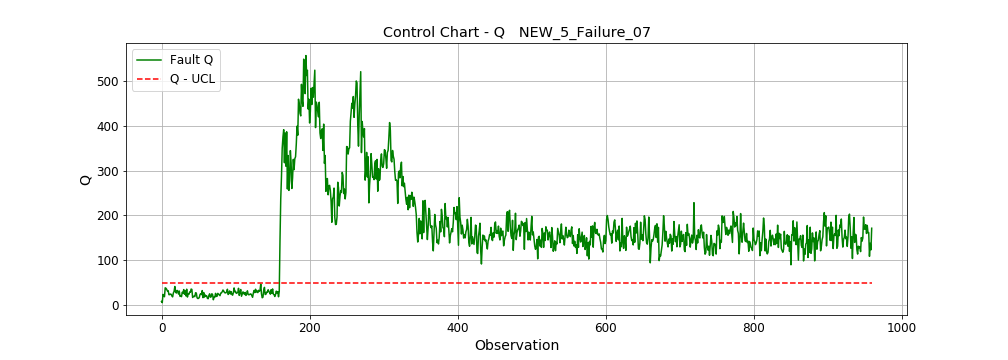 Control Chart - Q   NEW_5_Failure_07
Fault Q
Q - UCL
Q
500
400
300
200
100
0
0 200 400 600 800 1000
Observation